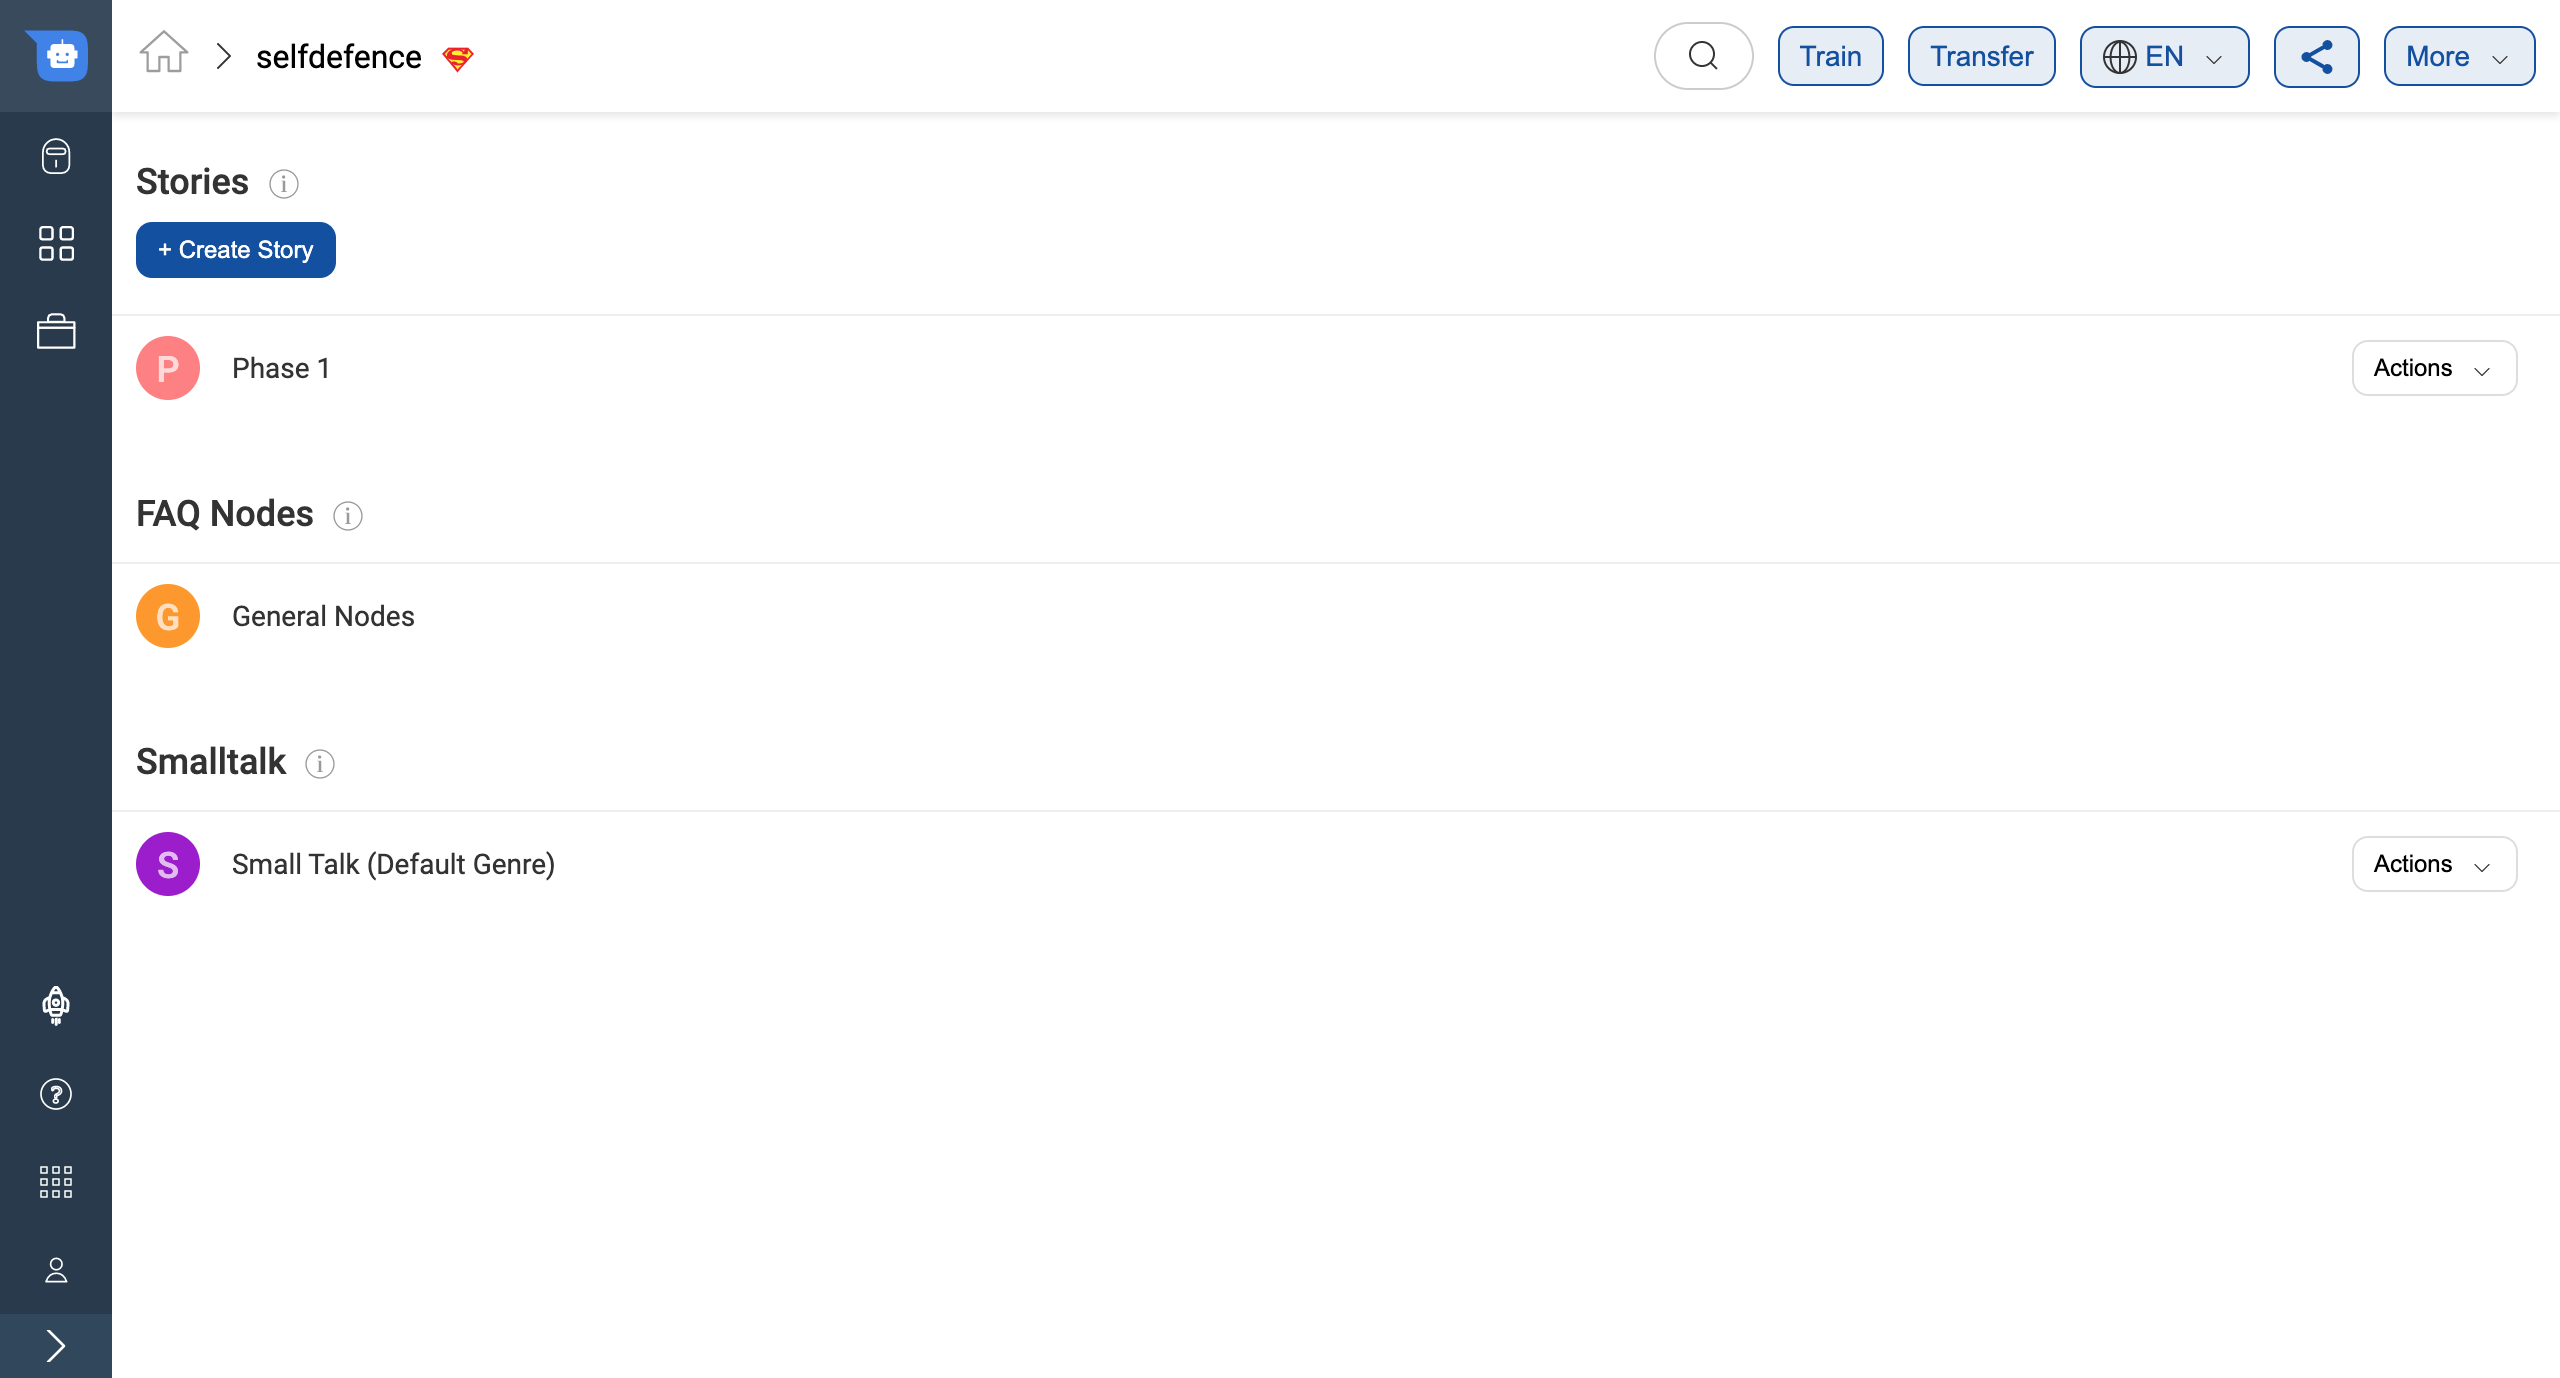 selfdefence
Train
Transfer
EN
More
Stories
+ Create Story
P
Phase 1
Actions
FAQ Nodes
G
General Nodes
Smalltalk
S
Small Talk (Default Genre)
Actions